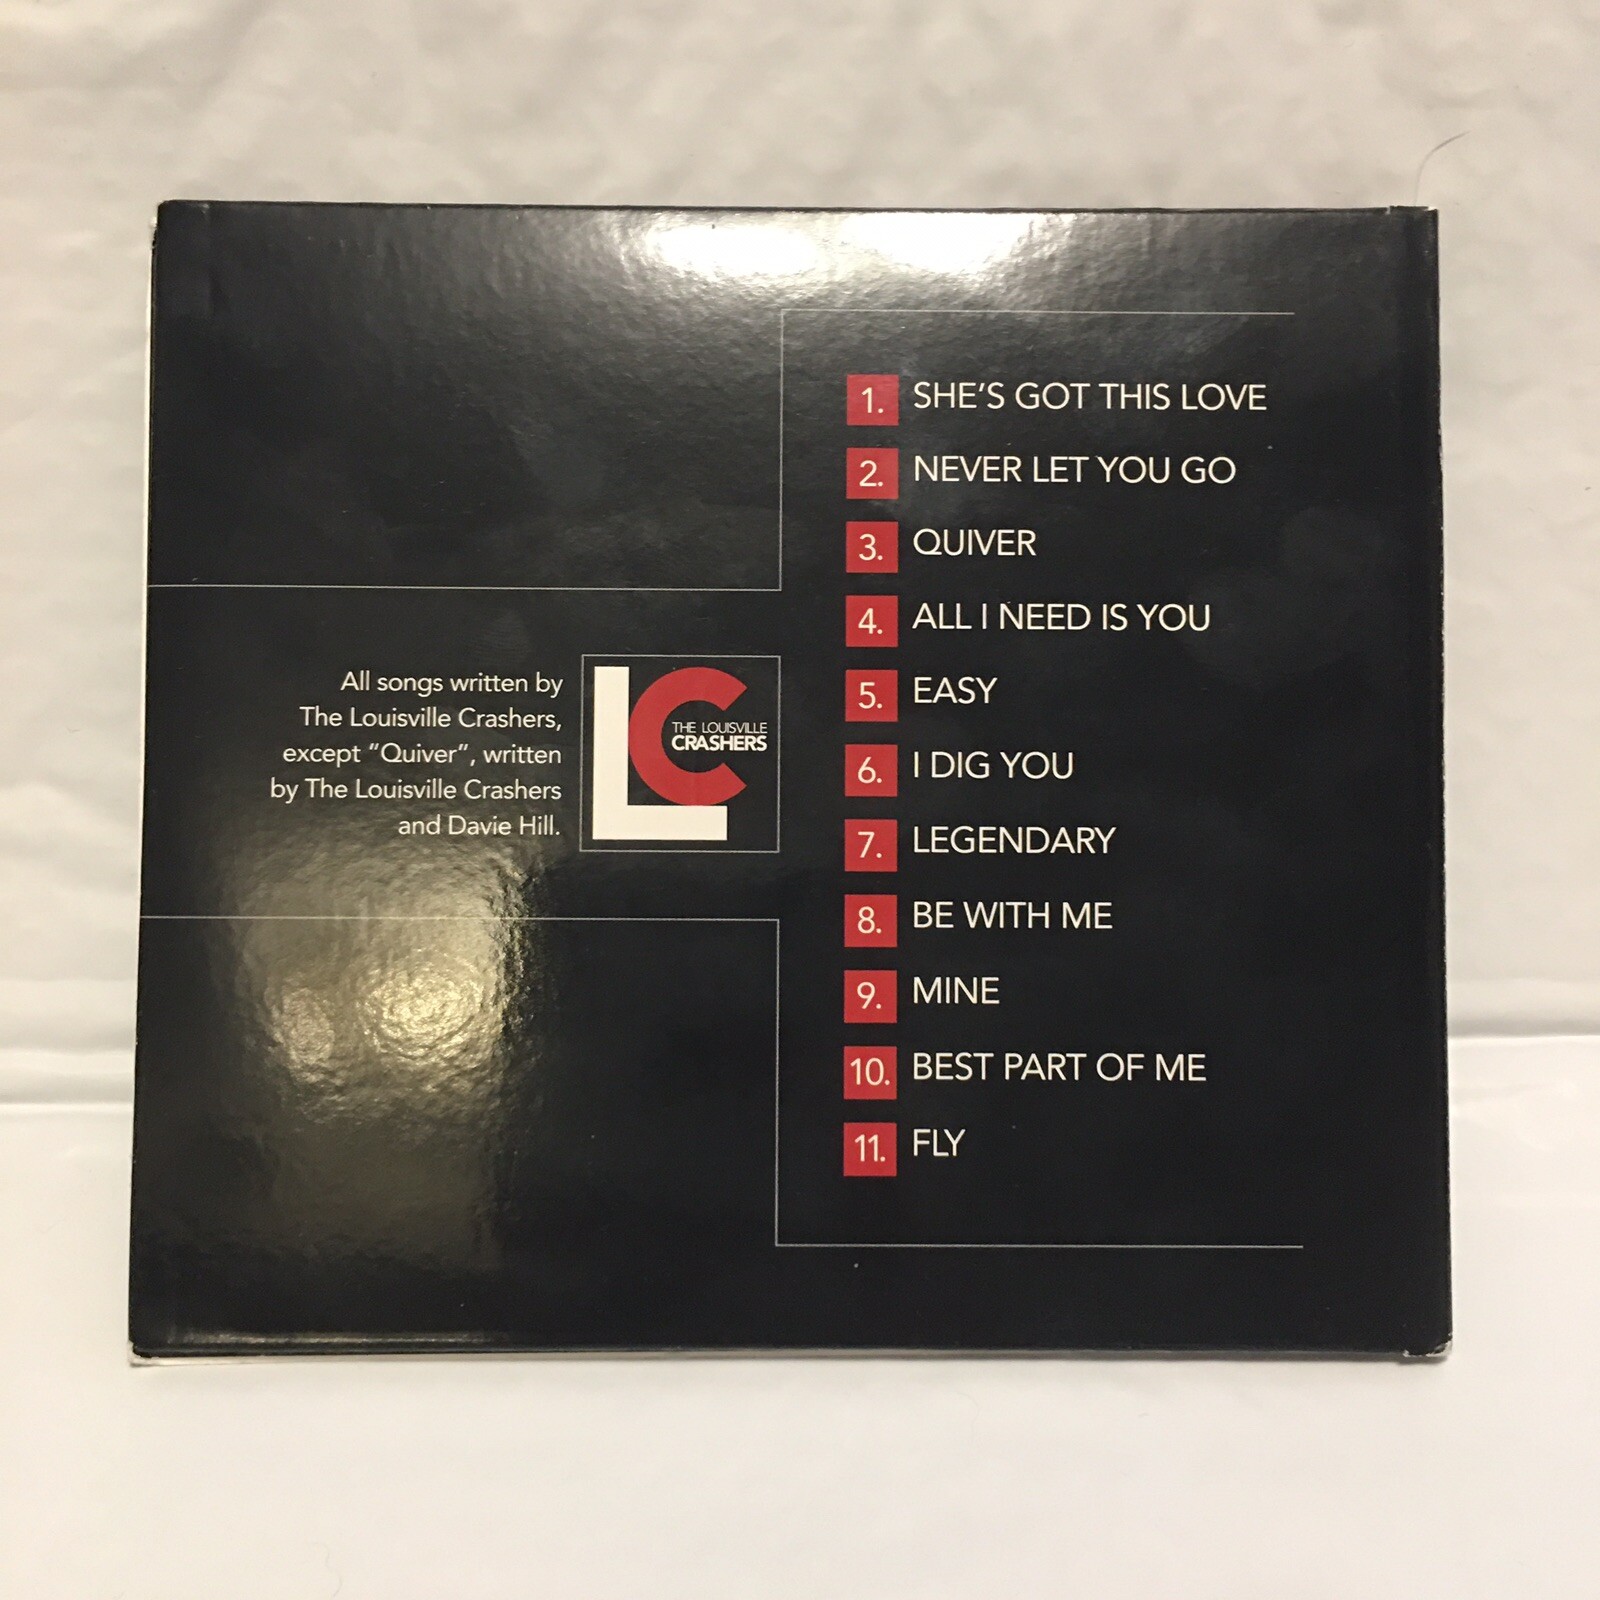 All songs written by
The Louisville Crashers,
except “Quiver”, written
by The Louisville Crashers
and Davie Hill.
LC
THE LOUISVILLE
CRASHERS
1. SHE'S GOT THIS LOVE
2. NEVER LET YOU GO
3. QUIVER
4. ALL I NEED IS YOU
5. EASY
6. I DIG YOU
7. LEGENDARY
8. BE WITH ME
9. MINE
10. BEST PART OF ME
11. FLY